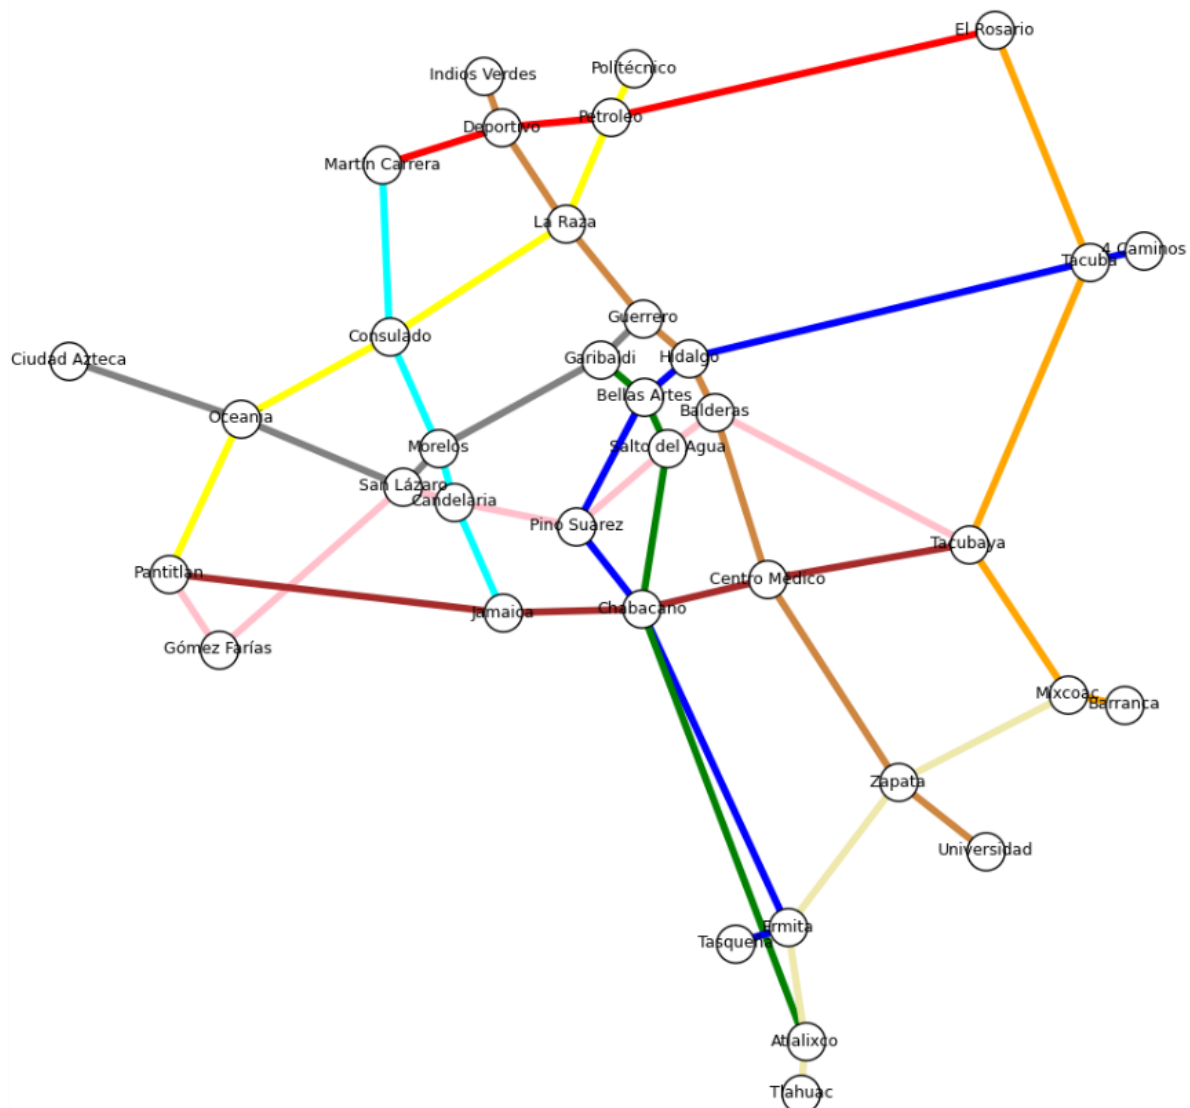 El Rosario
Indios Verdes
Politécnico
Petroleo
Deportivo
Martín Carrera
La Raza
4 Caminos
Tacuba
Guerrero
Consulado
Ciudad Azteca
Garibaldi
Hidalgo
Bellas Artes
Balderas
Oceania
Morelos
Salto del Agua
San Lázaro
Candelaria
Pino Suarez
Tacubaya
Pantitlan
Centro Medico
Jamaica
Chabacano
Gómez Farías
Mixcoac
Barranca
Zapata
Universidad
Ermita
Tasqueña
Atlalixco
Tlahuac